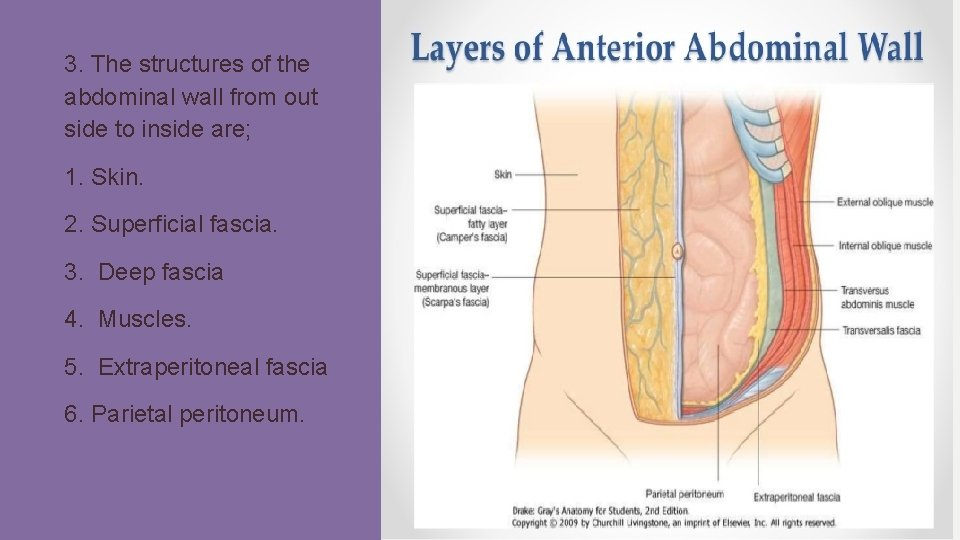 3. The structures of the
abdominal wall from out
side to inside are;
1. Skin.
2. Superficial fascia.
3. Deep fascia
4. Muscles.
5. Extraperitoneal fascia
6. Parietal peritoneum.
Layers of Anterior Abdominal Wall
Skin
Superficial fascia–
fatty layer
(Camper's fascia)
Superficial fascia–
membranous layer
(Scarpa's fascia)
External oblique muscle
Internal oblique muscle
Transversus
abdominis muscle
Transversalis fascia
Parietal peritoneum
Extraperitoneal fascia
Drake: Gray's Anatomy for Students, 2nd Edition.
Copyright © 2009 by Churchill Livingstone, an imprint of Elsevier, Inc. All rights reserved.